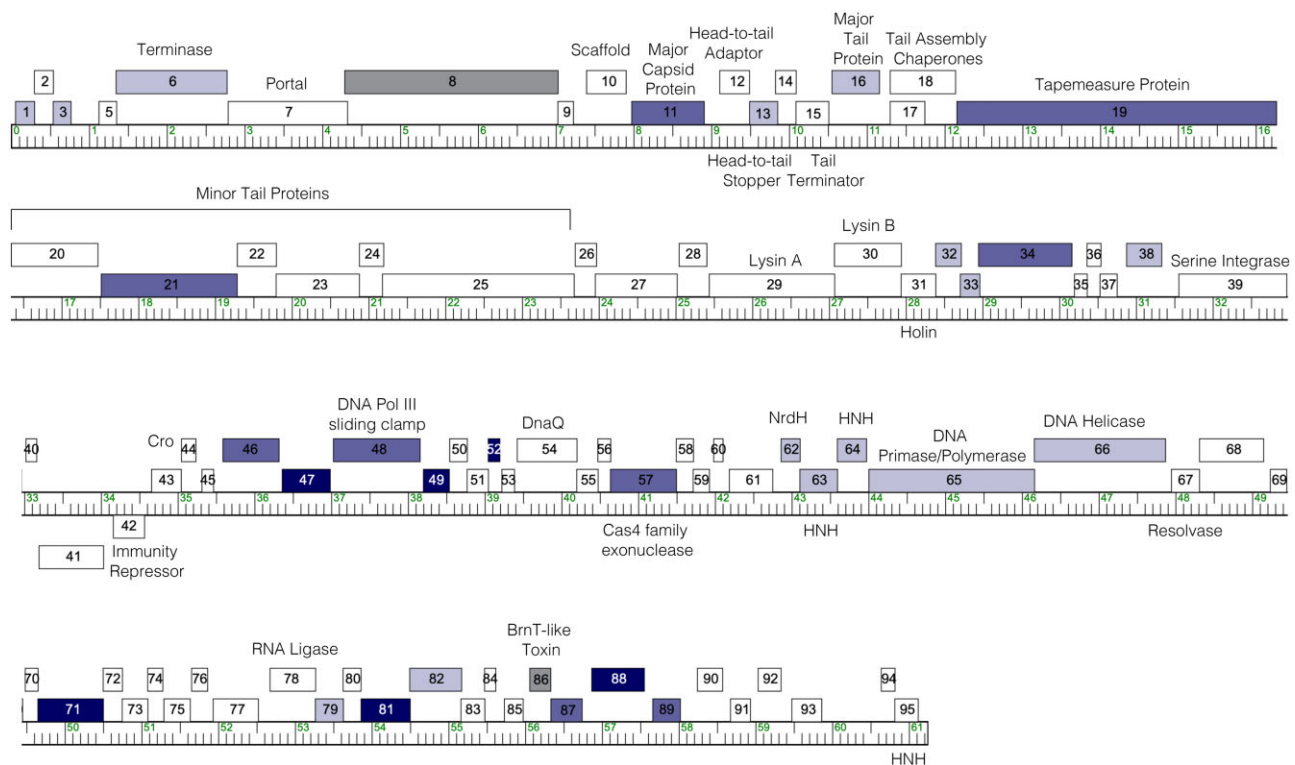 Terminase
Portal
Scaffold
Major
Capsid
Protein
Head-to-tail
Adaptor
Major
Tail
Protein
Tail Assembly
Chaperones
Tapemeasure Protein
2 6 8 10 12 14 16 18
1 3 5 7 9 11 13 15 17 19
0 1 2 3 4 5 6 7 8 9 10 11 12 13 14 15 16
Head-to-tail
Stopper
Tail
Terminator
Minor Tail Proteins
Lysin A
Lysin B
Serine Integrase
20 22 24 26 28 30 32 34 36 38
21 23 25 27 29 31 33 35 37 39
17 18 19 20 21 22 23 24 25 26 27 28 29 30 31 32
Holin
Cro
DNA Pol III
sliding clamp
DnaQ
NrdH
HNH
DNA
Primase/Polymerase
DNA Helicase
40 44 46 48 50 52 54 56 58 60 62 64 66 68
43 45 47 49 51 53 55 57 59 61 63 65 67 69
33 34 35 36 37 38 39 40 41 42 43 44 45 46 47 48 49
42
41
Immunity
Repressor
Cas4 family
exonuclease
HNH
Resolvase
RNA Ligase
BrnT-like
Toxin
70 72 74 76 78 80 82 84 86 88 90 92 94
71 73 75 77 79 81 83 85 87 89 91 93 95
50 51 52 53 54 55 56 57 58 59 60 61
HNH